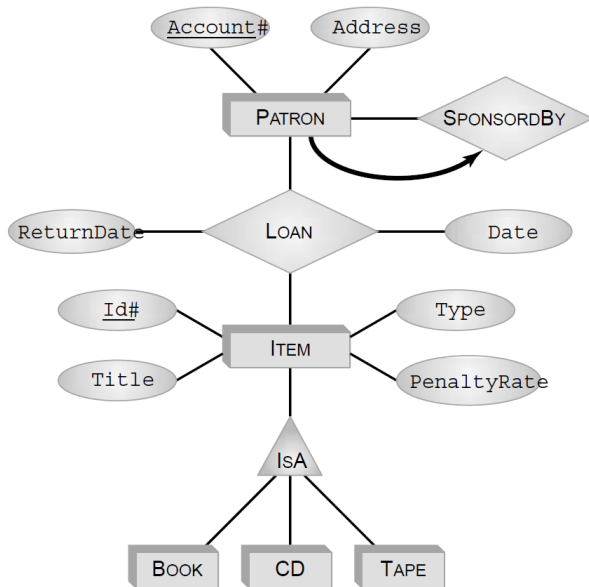 Account# Address
PATRON SPONSORDBY
ReturnDate LOAN Date
Id# Type
ITEM
Title PenaltyRate
ISA
BOOK CD TAPE